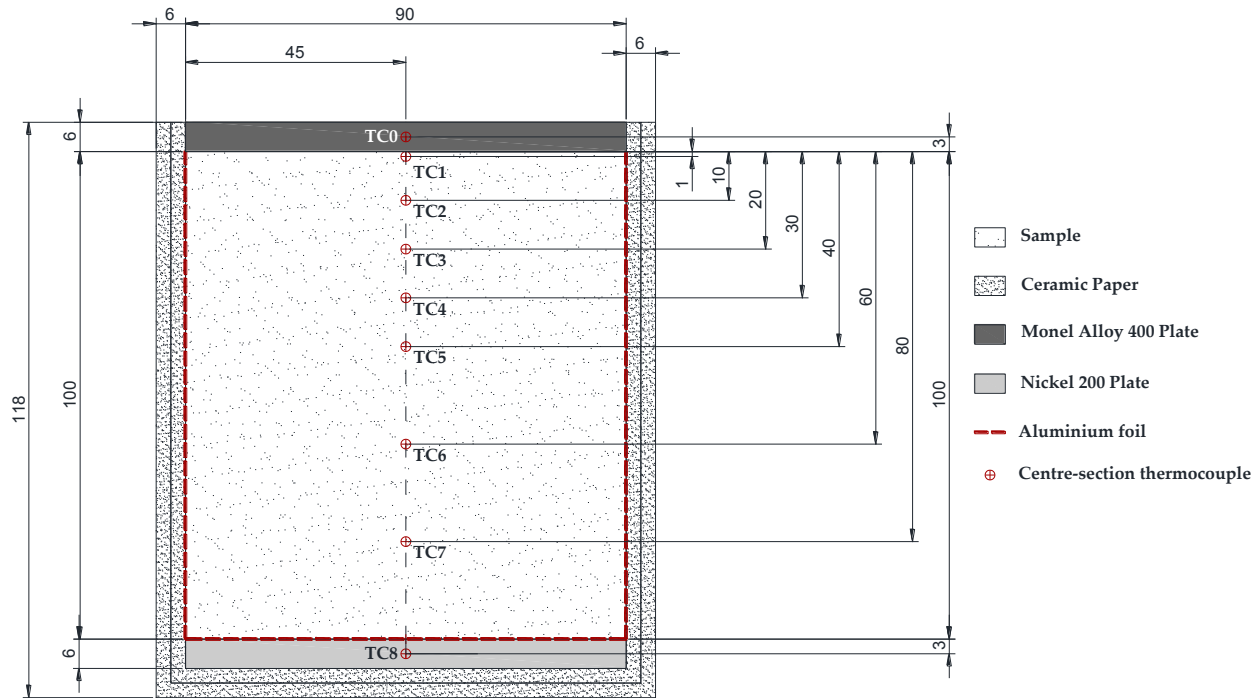 6
90
6
45
6
TC0
3
TC1
1
10
TC2
20
TC3
30
TC4
40
TC5
60
TC6
80
TC7
118
100
100
6
TC8
3
Sample
Ceramic Paper
Monel Alloy 400 Plate
Nickel 200 Plate
Aluminium foil
Centre-section thermocouple